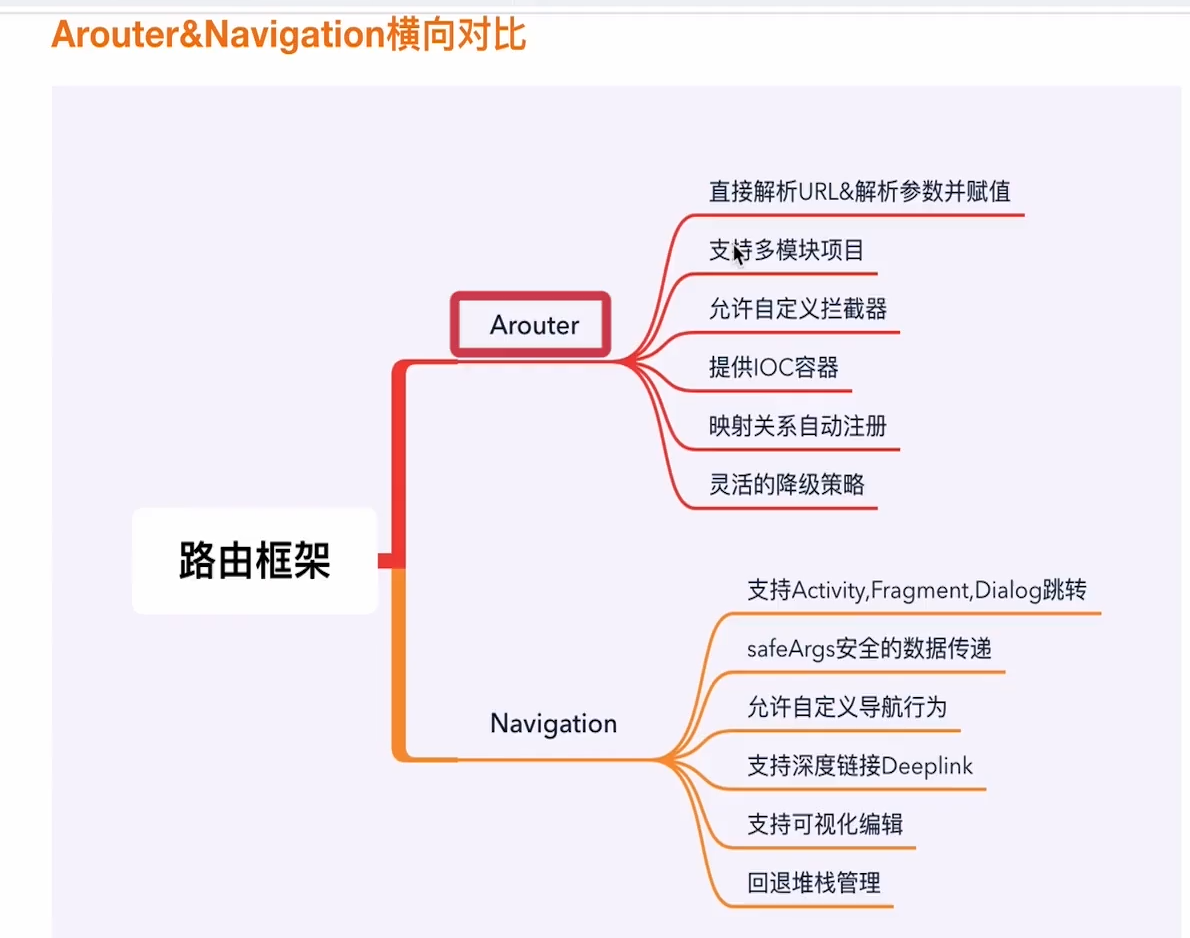 Arouter&Navigation横向对比
直接解析URL&解析参数并赋值
支持多模块项目
允许自定义拦截器
Arouter
提供IOC容器
映射关系自动注册
灵活的降级策略
路由框架
支持Activity,Fragment,Dialog跳转
safeArgs安全的数据传递
允许自定义导航行为
Navigation
支持深度链接Deeplink
支持可视化编辑
回退堆栈管理